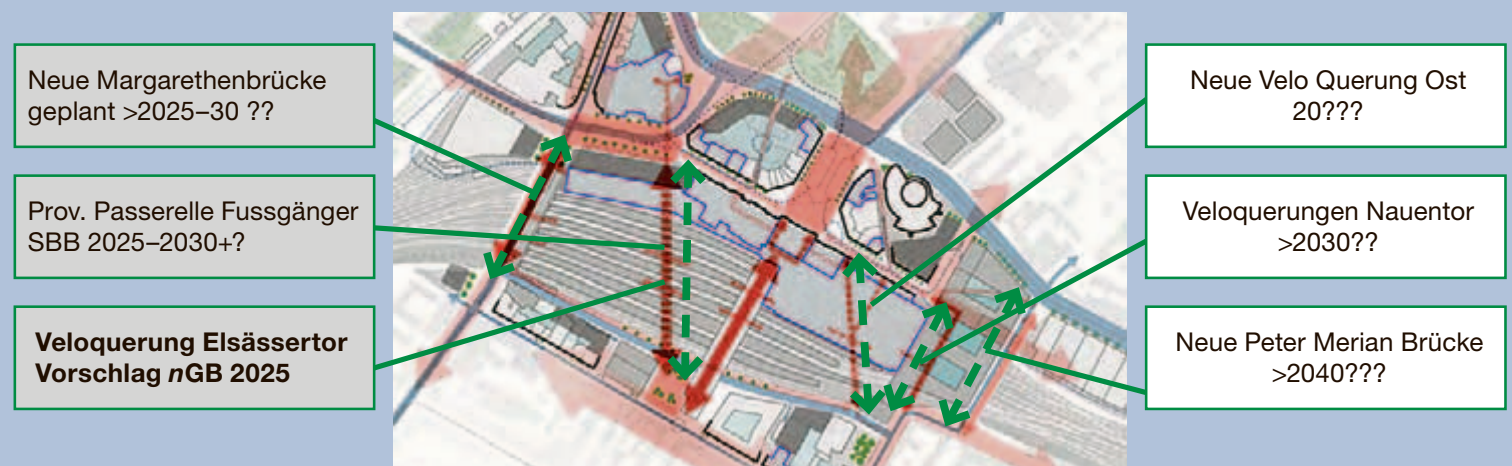 Neue Margarethenbrücke
geplant >2025–30 ??
Prov. Passerelle Fussgänger
SBB 2025–2030+?
Veloquerung Elsässertor
Vorschlag nGB 2025
Neue Velo Querung Ost
20???
Veloquerungen Nauentor
>2030??
Neue Peter Merian Brücke
>2040???